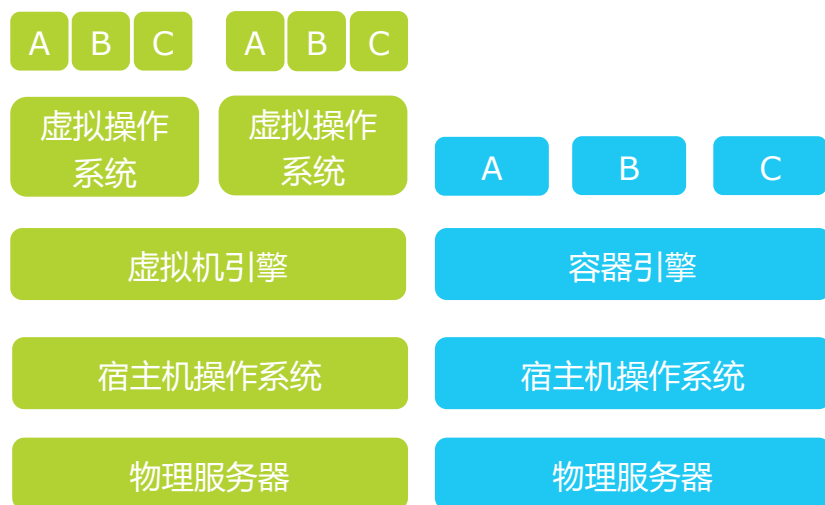 A B C A B C
虚拟操作
系统
虚拟操作
系统
A B C
虚拟机引擎
容器引擎
宿主机操作系统
宿主机操作系统
物理服务器
物理服务器